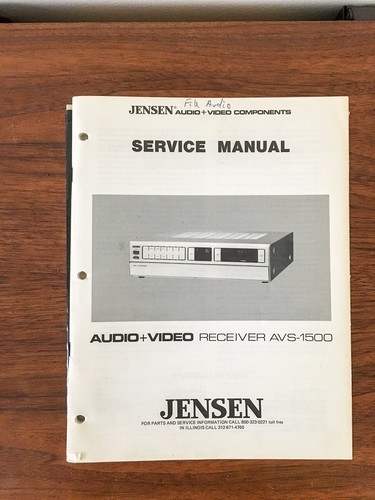 File Audio
JENSEN® AUDIO+VIDEO COMPONENTS
SERVICE MANUAL
AUDIO+VIDEO RECEIVER AVS-1500
JENSEN
FOR PARTS AND SERVICE INFORMATION CALL 800-323-0221 toll free
IN ILLINOIS CALL 312-671-4760